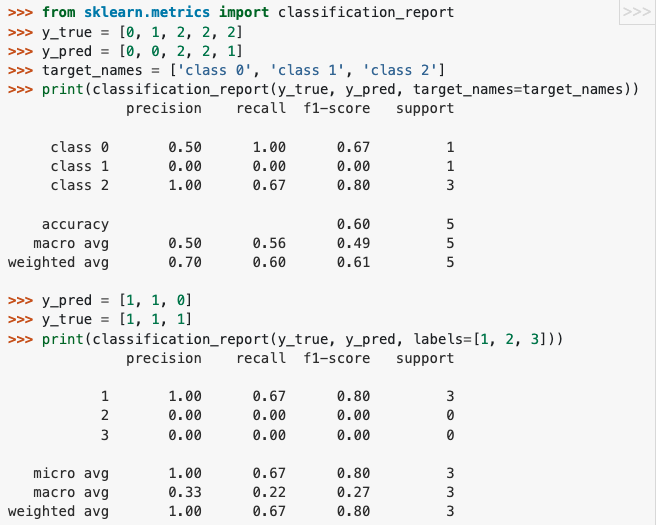 >>> from sklearn.metrics import classification_report
>>>
>>> y_true = [0, 1, 2, 2, 2]
>>> y_pred = [0, 0, 2, 2, 1]
>>> target_names = ['class 0', 'class 1', 'class 2']
>>> print(classification_report(y_true, y_pred, target_names=target_names))
              precision    recall  f1-score   support

     class 0       0.50      1.00      0.67         1
     class 1       0.00      0.00      0.00         1
     class 2       1.00      0.67      0.80         3

    accuracy                           0.60         5
   macro avg       0.50      0.56      0.49         5
weighted avg       0.70      0.60      0.61         5

>>> y_pred = [1, 1, 0]
>>> y_true = [1, 1, 1]
>>> print(classification_report(y_true, y_pred, labels=[1, 2, 3]))
              precision    recall  f1-score   support

           1       1.00      0.67      0.80         3
           2       0.00      0.00      0.00         0
           3       0.00      0.00      0.00         0

   micro avg       1.00      0.67      0.80         3
   macro avg       0.33      0.22      0.27         3
weighted avg       1.00      0.67      0.80         3